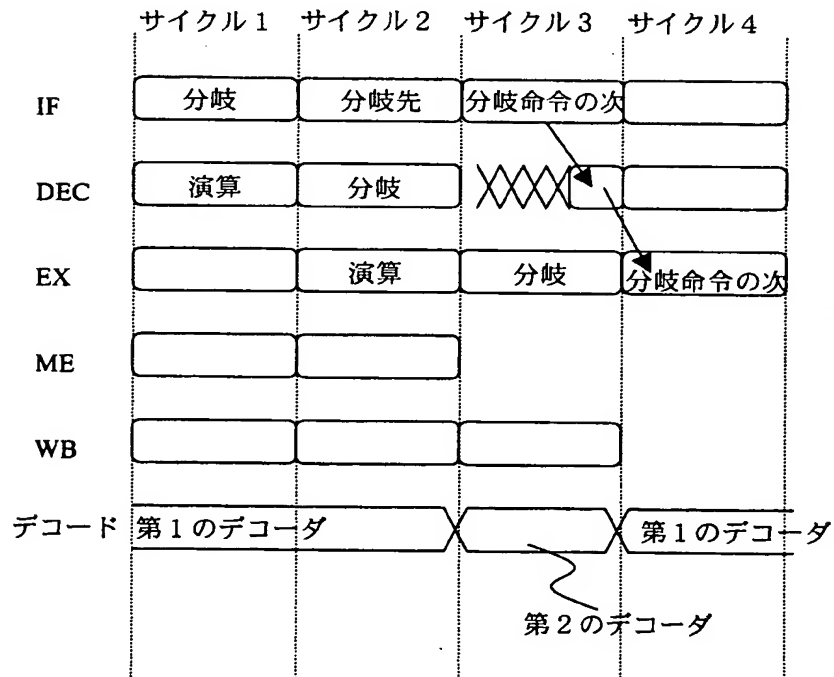 サイクル1 サイクル2 サイクル3 サイクル4
IF 分岐 分岐先 分岐命令の次
DEC 演算 分岐
EX 演算 分岐 分岐命令の次
ME
WB
デコード 第1のデコーダ 第1のデコーダ
第2のデコーダ